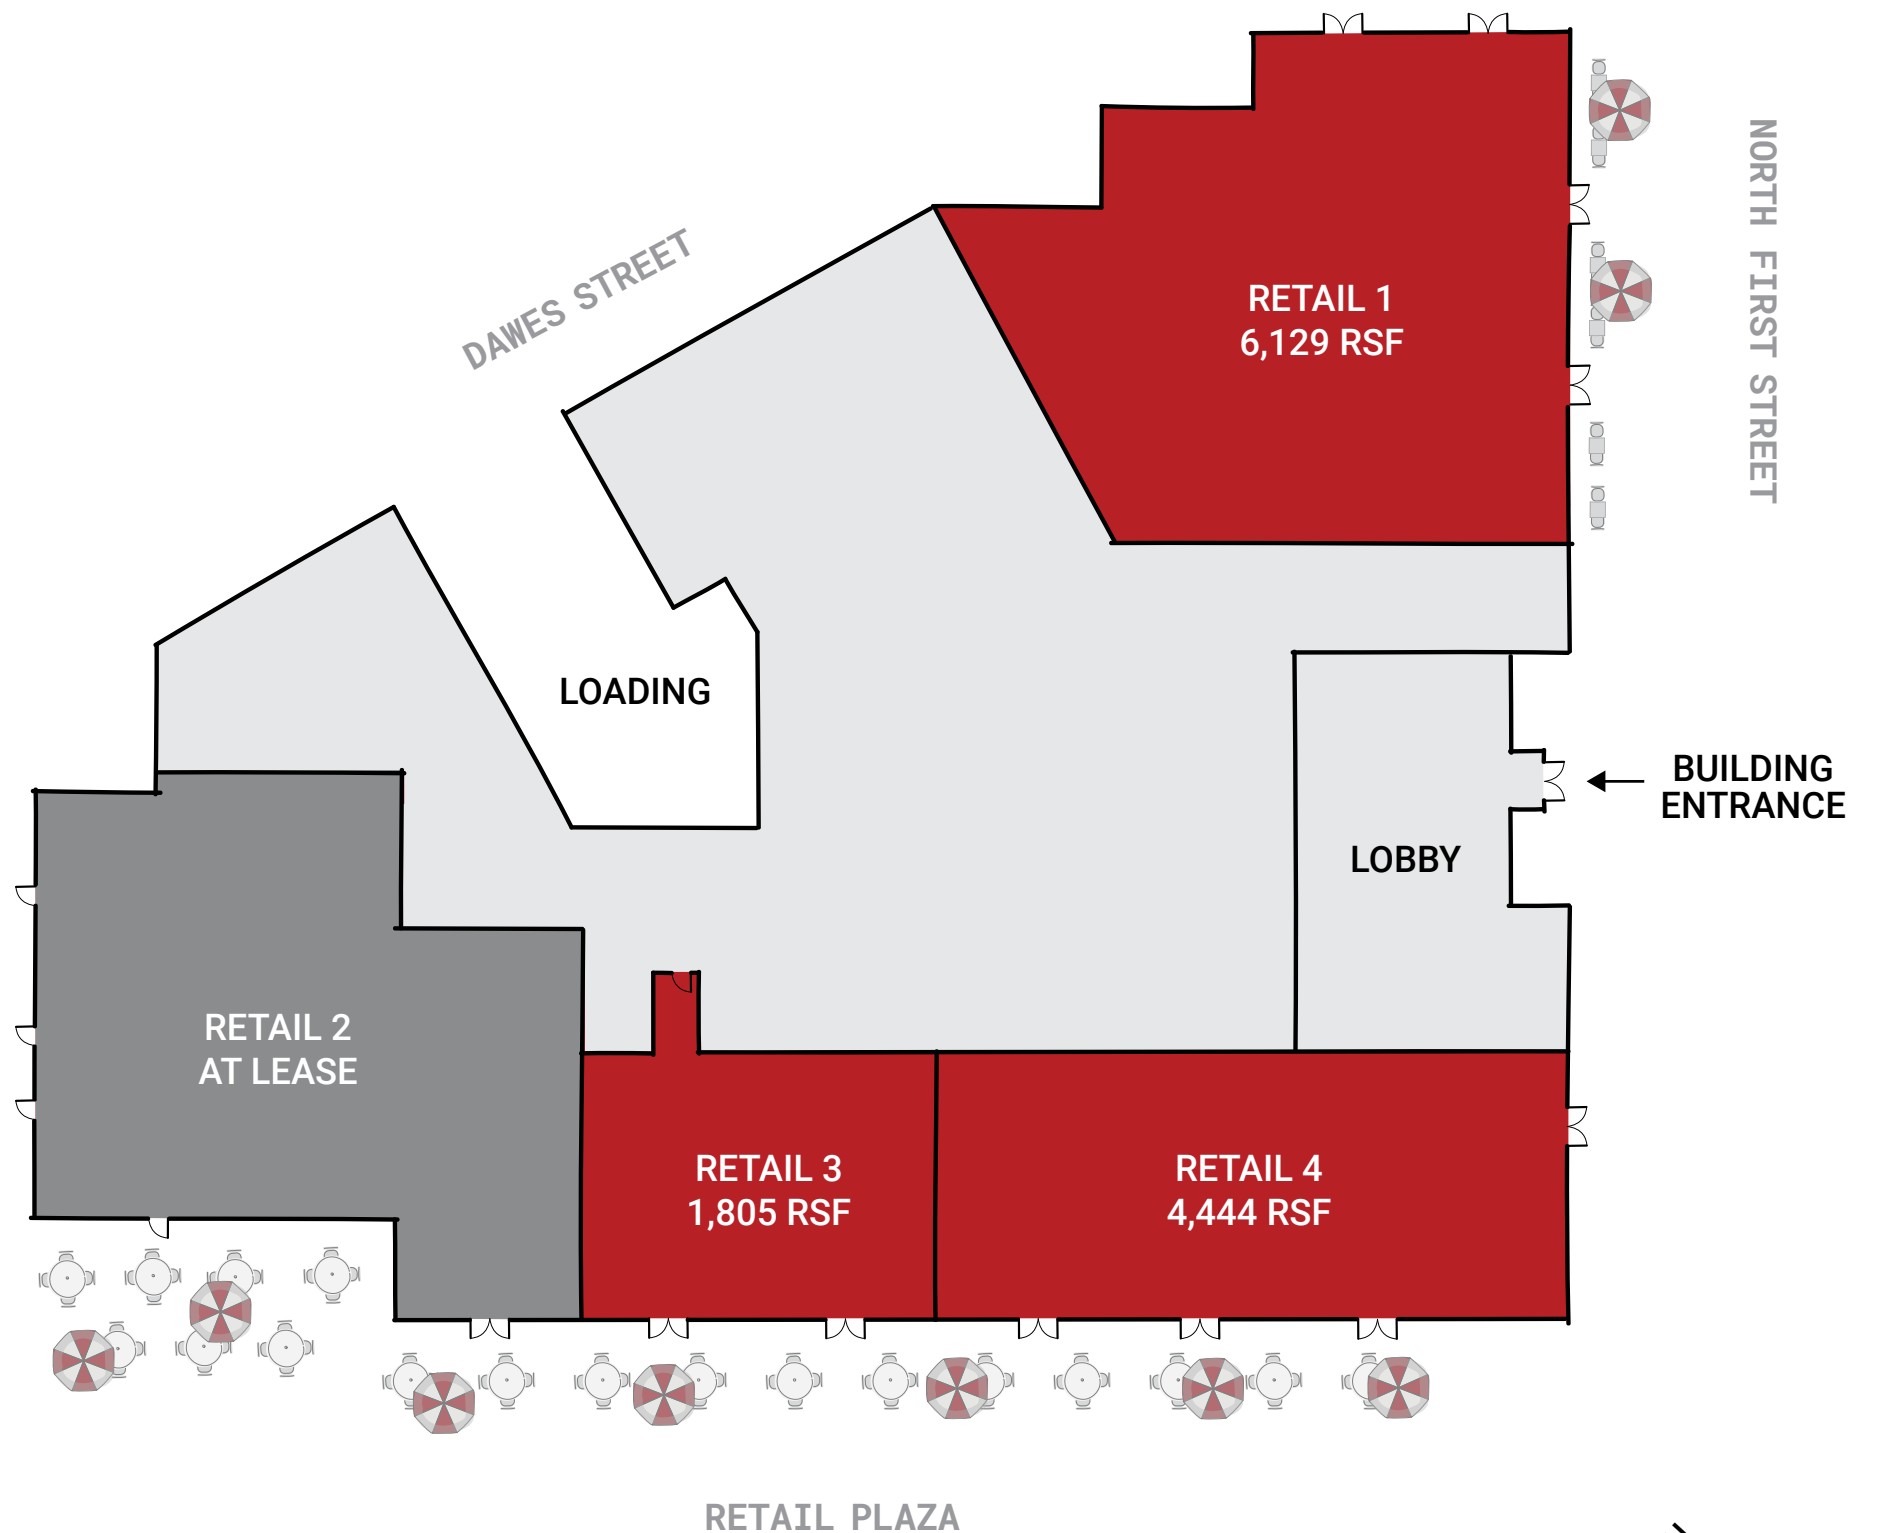 DAWES STREET
NORTH FIRST STREET
RETAIL 1
6,129 RSF
LOADING
BUILDING
ENTRANCE
LOBBY
RETAIL 2
AT LEASE
RETAIL 3
1,805 RSF
RETAIL 4
4,444 RSF
RETAIL PLAZA